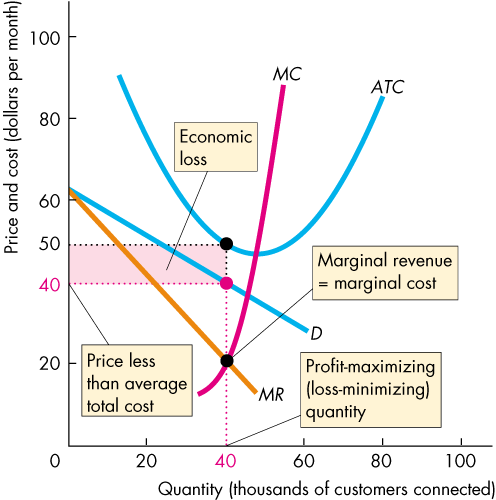 Price and cost (dollars per month)
100
80
60
50
40
20
0
MC
ATC
Economic
loss
Marginal revenue
= marginal cost
D
Price less
than average
total cost
MR
Profit-maximizing
(loss-minimizing)
quantity
20
40
60
80
100
Quantity (thousands of customers connected)